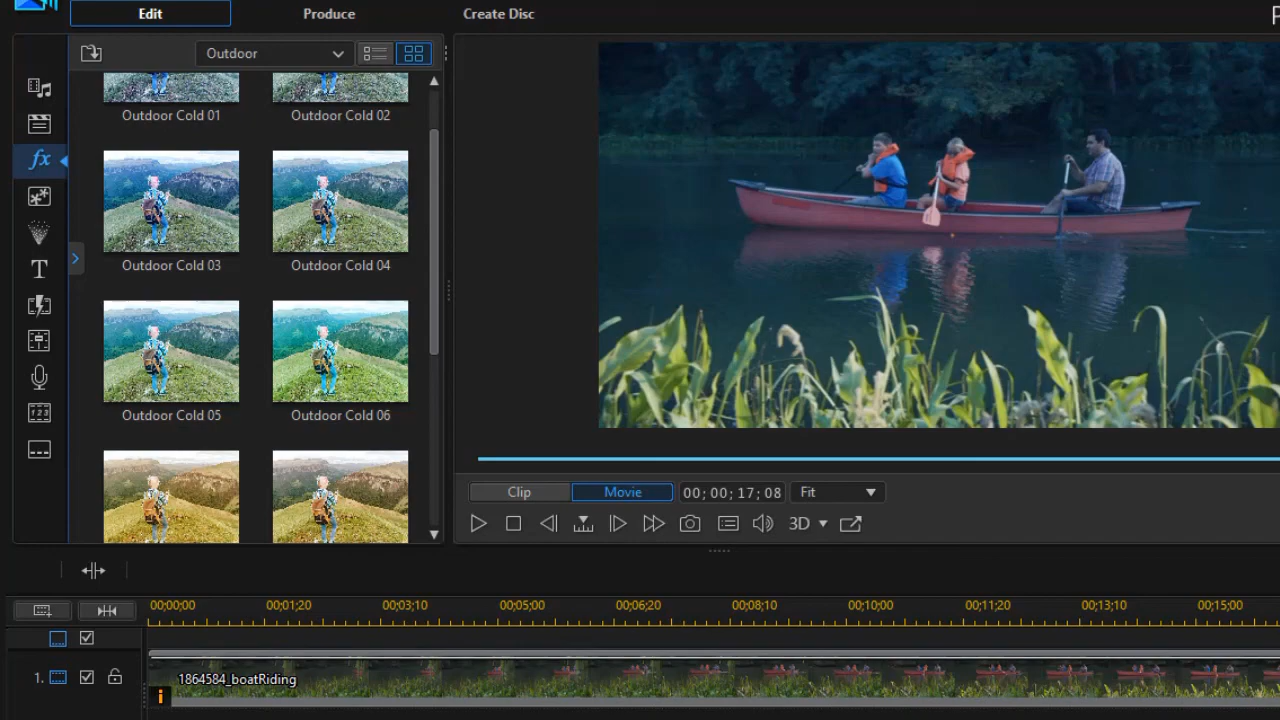 Edit Produce Create Disc
Outdoor
Outdoor Cold 01 Outdoor Cold 02
Outdoor Cold 03 Outdoor Cold 04
Outdoor Cold 05 Outdoor Cold 06
fx
T
Clip Movie 00; 00; 17; 08 Fit
3D
00;00;00 00;01;20 00;03;10 00;05;00 00;06;20 00;08;10 00;10;00 00;11;20 00;13;10 00;15;00
1. 1864584_boatRiding
i